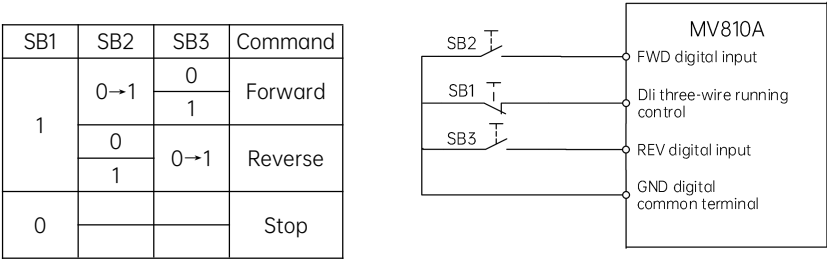 SB1 SB2 SB3 Command
1 0→1 0 Forward
1
0 0→1 Reverse
1
0 Stop
MV810A
SB2 FWD digital input
SB1 DIi three-wire running
control
SB3 REV digital input
GND digital
common terminal